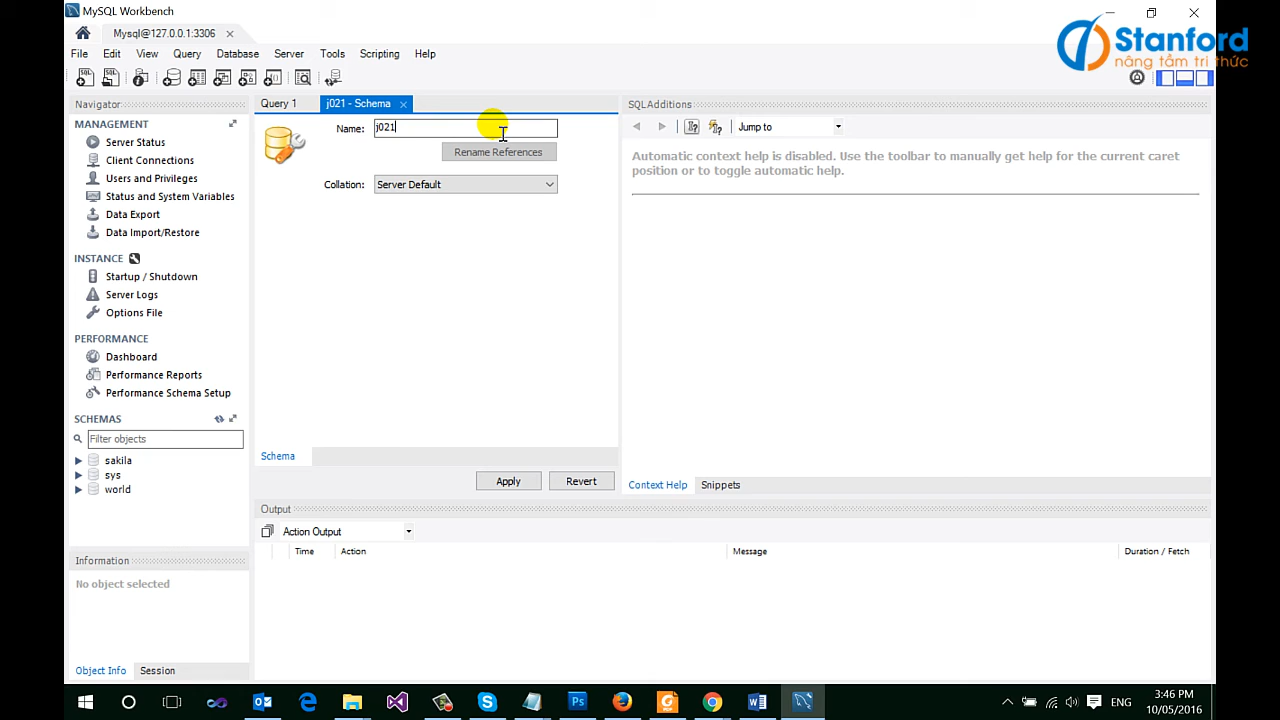 MySQL Workbench
Mysql@127.0.0.1:3306
File Edit View Query Database Server Tools Scripting Help
Stanford
nâng tầm tri thức
Navigator
MANAGEMENT
Server Status
Client Connections
Users and Privileges
Status and System Variables
Data Export
Data Import/Restore
INSTANCE
Startup / Shutdown
Server Logs
Options File
PERFORMANCE
Dashboard
Performance Reports
Performance Schema Setup
SCHEMAS
Filter objects
sakila
sys
world
Information
No object selected
Object Info Session
Query 1 j021 - Schema
Name: j021
Rename References
Collation: Server Default
Schema
Apply Revert
SQLAdditions
Jump to
Automatic context help is disabled. Use the toolbar to manually get help for the current caret
position or to toggle automatic help.
Context Help Snippets
Output
Action Output
Time Action Message Duration / Fetch
ENG
3:46 PM
10/05/2016